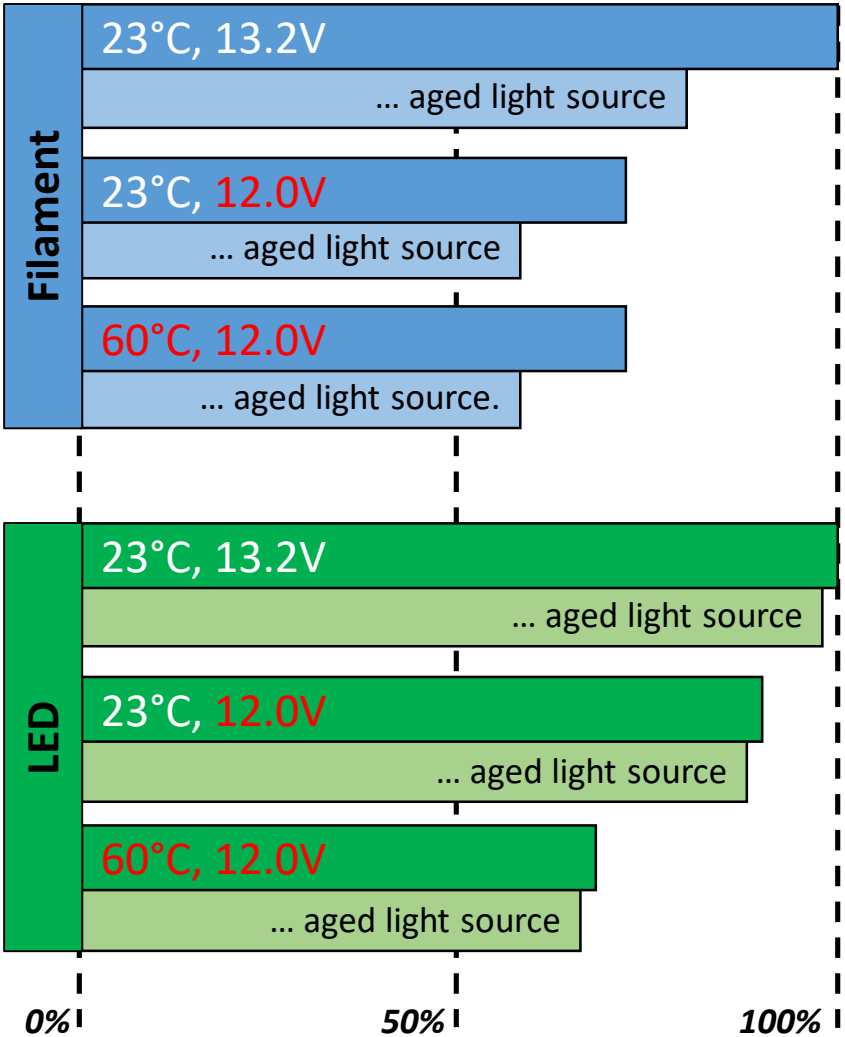 Filament
23°C, 13.2V
... aged light source
23°C, 12.0V
... aged light source
60°C, 12.0V
... aged light source.
LED
23°C, 13.2V
... aged light source
23°C, 12.0V
... aged light source
60°C, 12.0V
... aged light source
0% 50% 100%